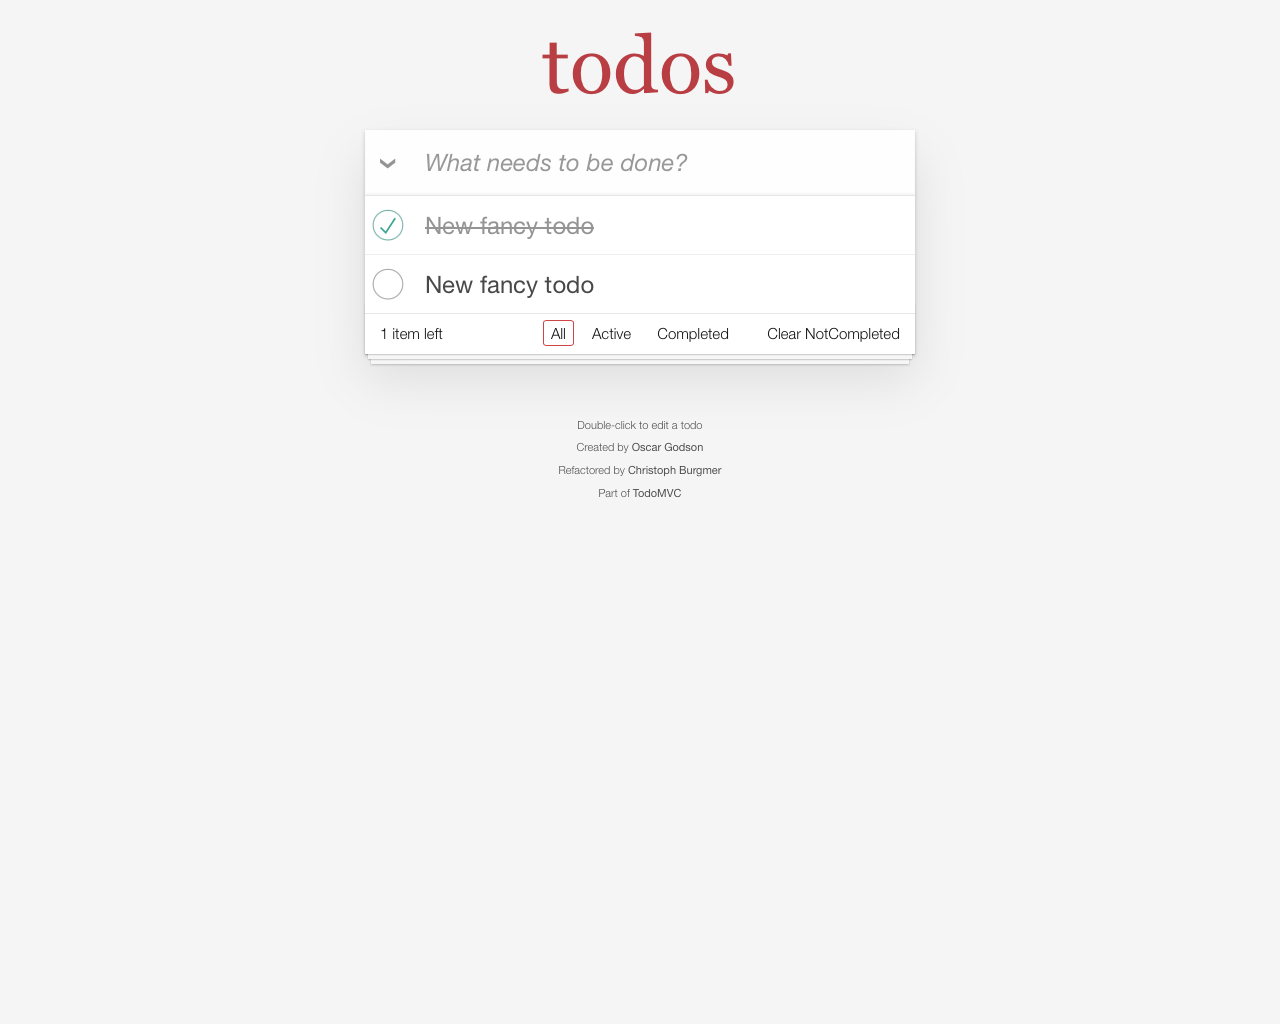 todos
What needs to be done?
New fancy todo
New fancy todo
1 item left All Active Completed Clear NotCompleted
Double-click to edit a todo
Created by Oscar Godson
Refactored by Christoph Burgmer
Part of TodoMVC